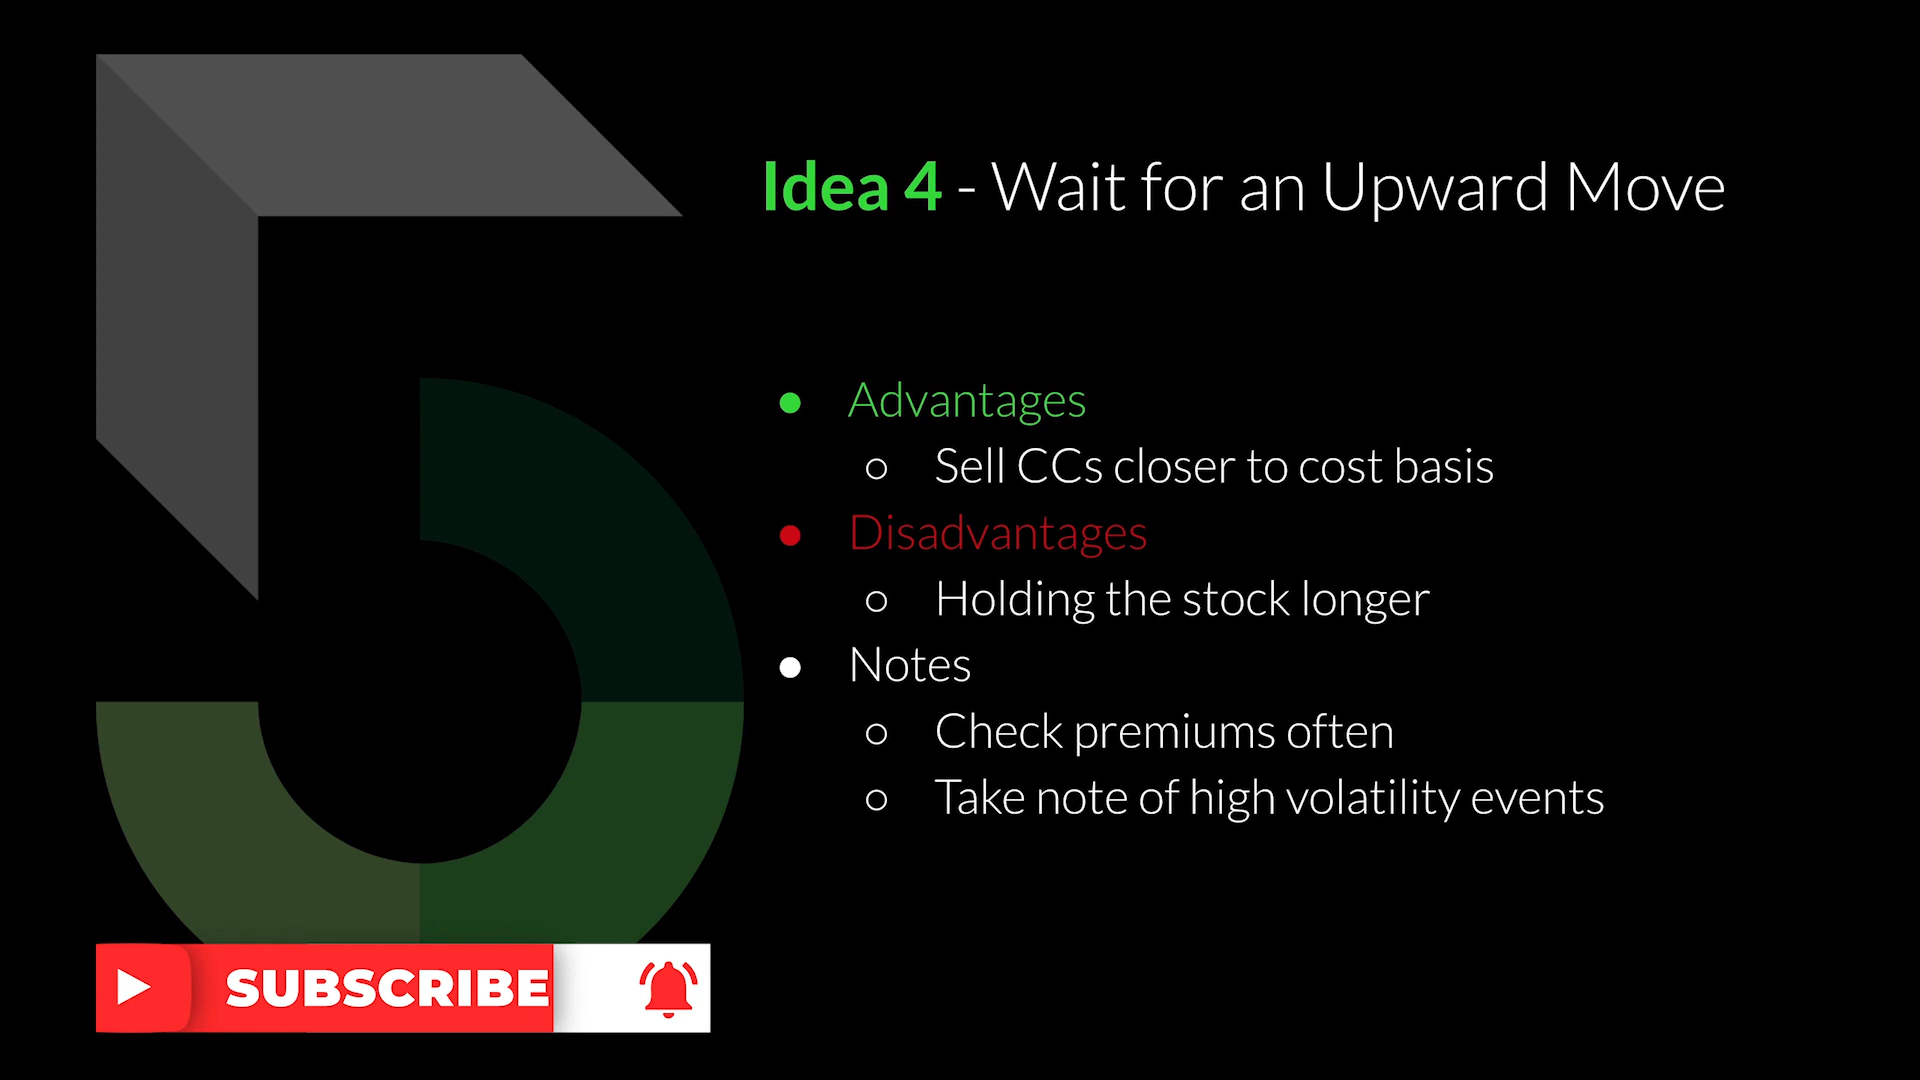 Idea 4 - Wait for an Upward Move
Advantages
Sell CCs closer to cost basis
Disadvantages
Holding the stock longer
Notes
Check premiums often
Take note of high volatility events
SUBSCRIBE